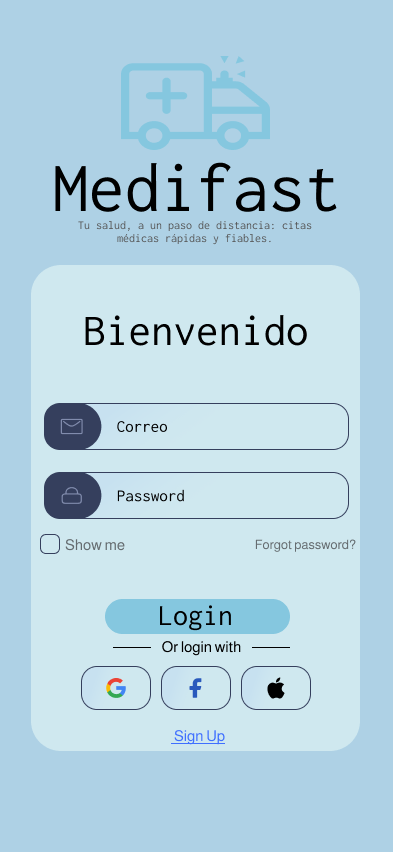 Medifast
Tu salud, a un paso de distancia: citas
médicas rápidas y fiables.
Bienvenido
Correo
Password
Show me
Forgot password?
Login
Or login with
Sign Up